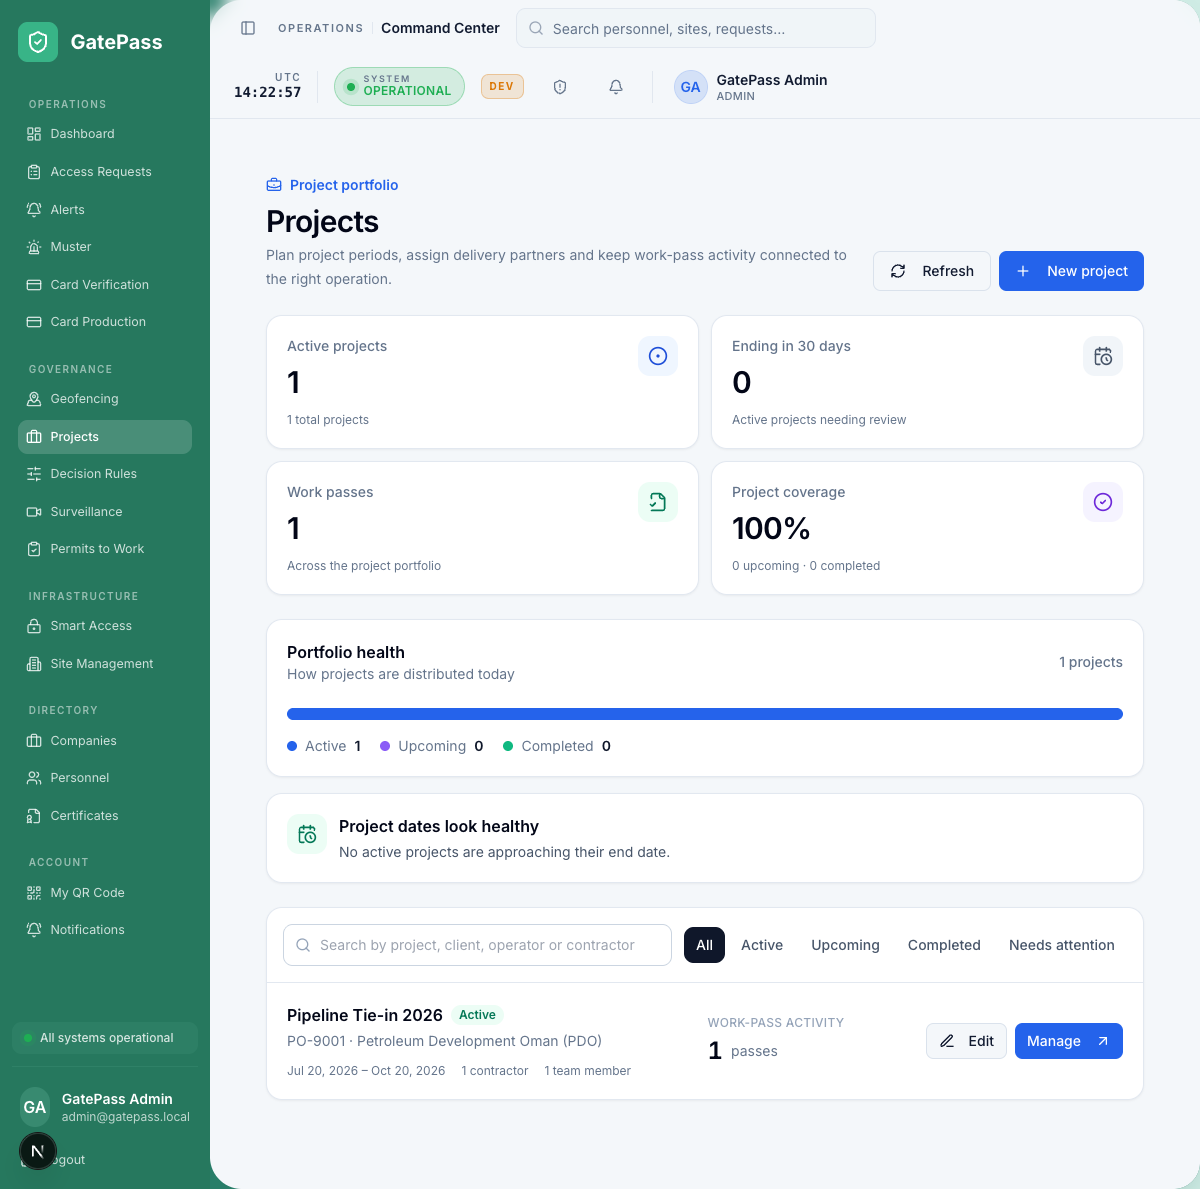 GatePass
OPERATIONS
Dashboard
Access Requests
Alerts
Muster
Card Verification
Card Production
GOVERNANCE
Geofencing
Projects
Decision Rules
Surveillance
Permits to Work
INFRASTRUCTURE
Smart Access
Site Management
DIRECTORY
Companies
Personnel
Certificates
ACCOUNT
My QR Code
Notifications
All systems operational
GA
GatePass Admin
admin@gatepass.local
N
ogout
OPERATIONS
Command Center
Search personnel, sites, requests...
UTC
14:22:57
SYSTEM
OPERATIONAL
DEV
GA
GatePass Admin
ADMIN
Project portfolio
Projects
Plan project periods, assign delivery partners and keep work-pass activity connected to
the right operation.
Refresh
New project
Active projects
1
1 total projects
Ending in 30 days
0
Active projects needing review
Work passes
1
Across the project portfolio
Project coverage
100%
0 upcoming · 0 completed
Portfolio health
How projects are distributed today
1 projects
Active 1
Upcoming 0
Completed 0
Project dates look healthy
No active projects are approaching their end date.
Search by project, client, operator or contractor
All
Active
Upcoming
Completed
Needs attention
Pipeline Tie-in 2026
Active
PO-9001 · Petroleum Development Oman (PDO)
Jul 20, 2026 – Oct 20, 2026
1 contractor
1 team member
WORK-PASS ACTIVITY
1 passes
Edit
Manage